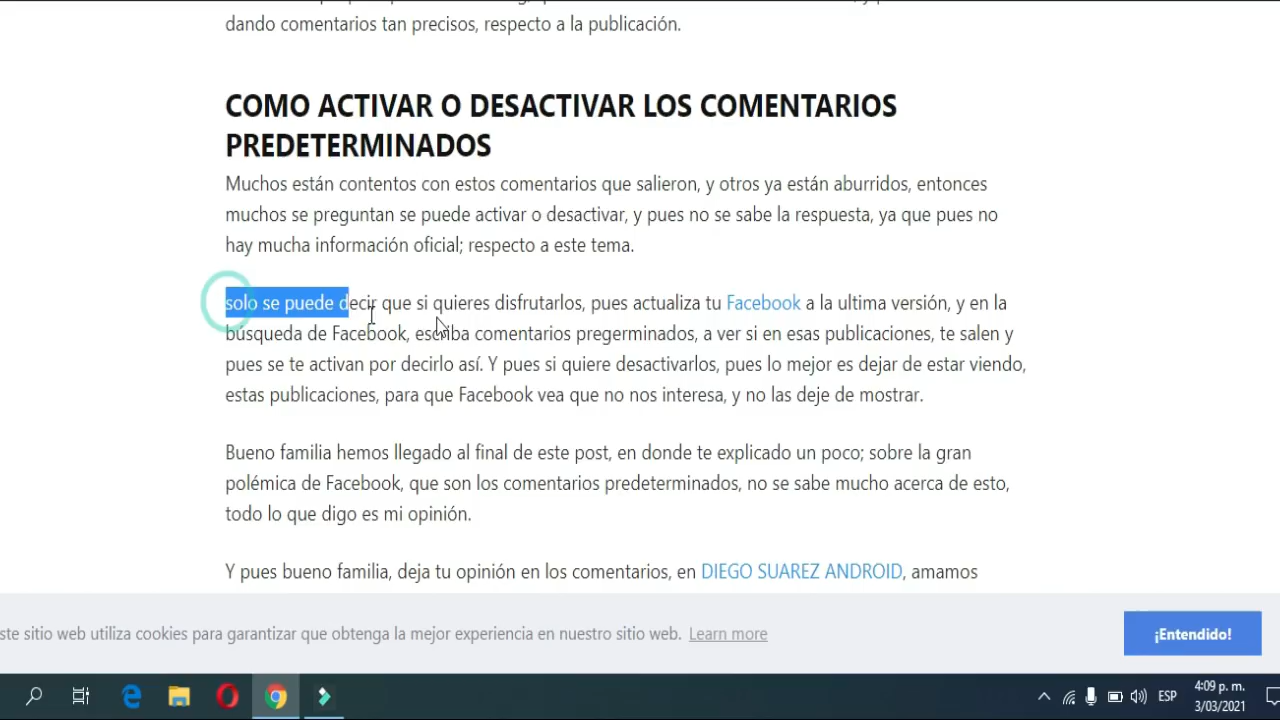 dando comentarios tan precisos, respecto a la publicación.
COMO ACTIVAR O DESACTIVAR LOS COMENTARIOS
PREDETERMINADOS
Muchos están contentos con estos comentarios que salieron, y otros ya están aburridos, entonces
muchos se preguntan se puede activar o desactivar, y pues no se sabe la respuesta, ya que pues no
hay mucha información oficial; respecto a este tema.
solo se puede decir que si quieres disfrutarlos, pues actualiza tu Facebook a la ultima versión, y en la
búsqueda de Facebook, escriba comentarios pregerminados, a ver si en esas publicaciones, te salen y
pues se te activan por decirlo así. Y pues si quiere desactivarlos, pues lo mejor es dejar de estar viendo,
estas publicaciones, para que Facebook vea que no nos interesa, y no las deje de mostrar.
Bueno familia hemos llegado al final de este post, en donde te explicado un poco; sobre la gran
polémica de Facebook, que son los comentarios predeterminados, no se sabe mucho acerca de esto,
todo lo que digo es mi opinión.
Y pues bueno familia, deja tu opinión en los comentarios, en DIEGO SUAREZ ANDROID, amamos
ste sitio web utiliza cookies para garantizar que obtenga la mejor experiencia en nuestro sitio web. Learn more
¡Entendido!
ESP
4:09 p. m.
3/03/2021